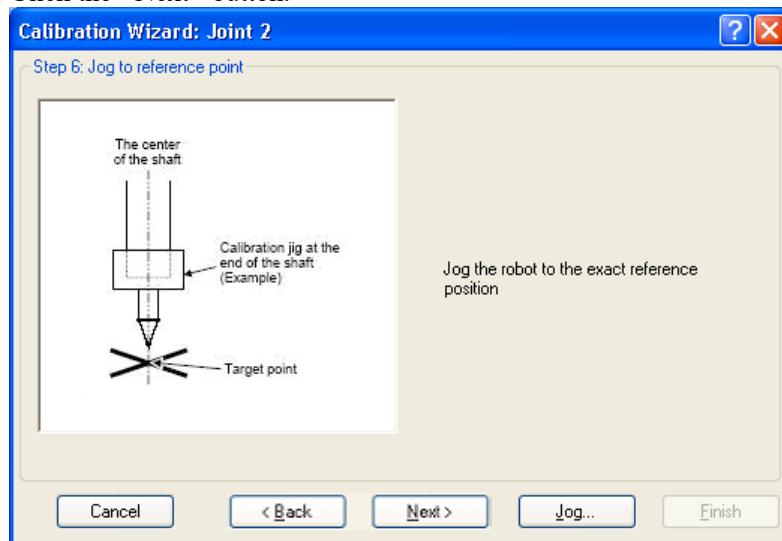 Calibration Wizard: Joint 2
Step 6: Jog to reference point
The center
of the shaft
Calibration jig at the
end of the shaft
(Example)
Target point
Jog the robot to the exact reference
position
Cancel
< Back
Next >
Jog...
Finish